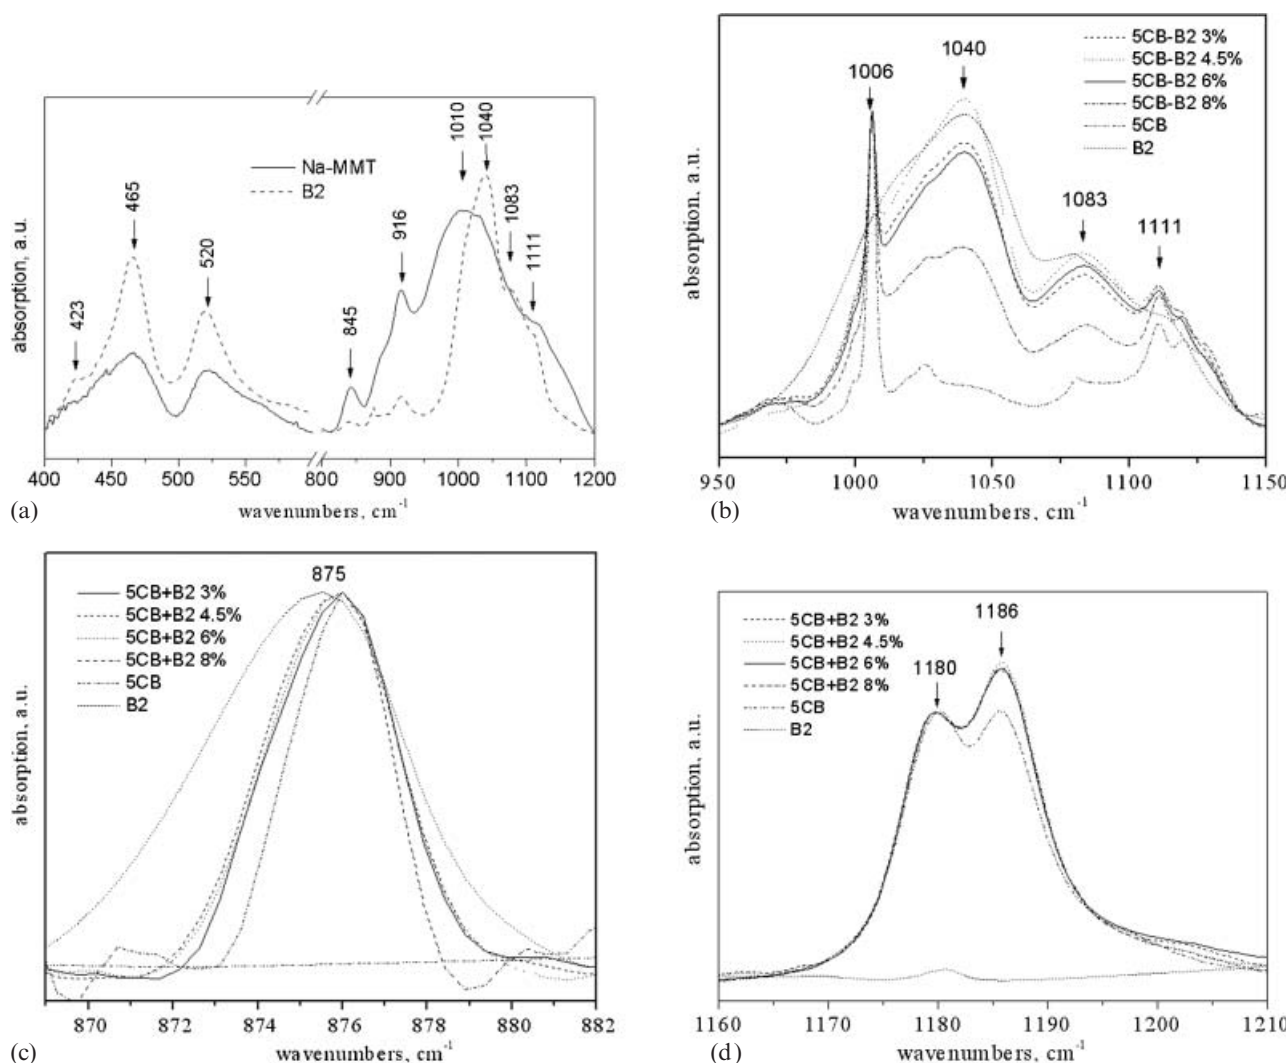 absorption, a.u.
423
465
520
845
916
1010
1040
1083
1111
Na-MMT
B2
400 450 500 550 800 900 1000 1100 1200
wavenumbers, cm-1
(a)
absorption, a.u.
1006
1040
1083
1111
5CB-B2 3%
5CB-B2 4.5%
5CB-B2 6%
5CB-B2 8%
5CB
B2
950 1000 1050 1100 1150
wavenumbers, cm-1
(b)
absorption, a.u.
875
5CB+B2 3%
5CB+B2 4.5%
5CB+B2 6%
5CB+B2 8%
5CB
B2
870 872 874 876 878 880 882
wavenumbers, cm-1
(c)
absorption, a.u.
1180
1186
5CB+B2 3%
5CB+B2 4.5%
5CB+B2 6%
5CB+B2 8%
5CB
B2
1160 1170 1180 1190 1200 1210
wavenumbers, cm-1
(d)